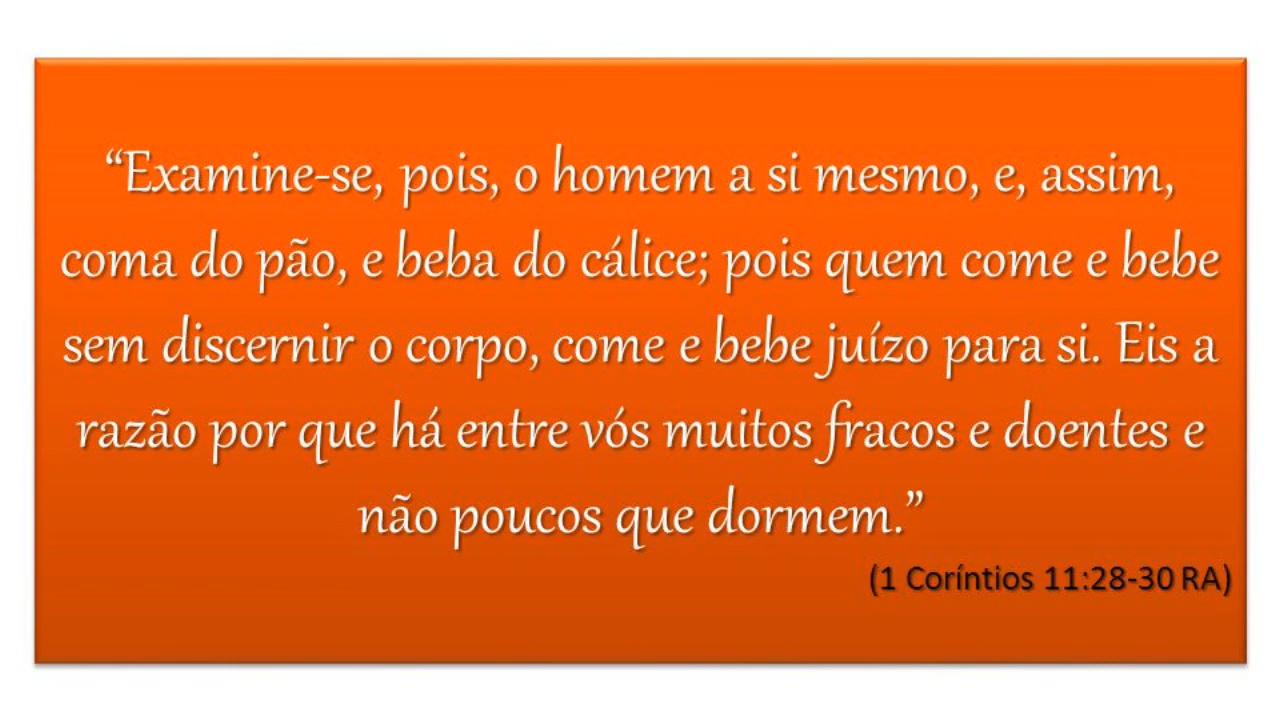 “Examine-se, pois, o homem a si mesmo, e, assim,
coma do pão, e beba do cálice; pois quem come e bebe
sem discernir o corpo, come e bebe juízo para si. Eis a
razão por que há entre vós muitos fracos e doentes e
não poucos que dormem.”
(1 Coríntios 11:28-30 RA)